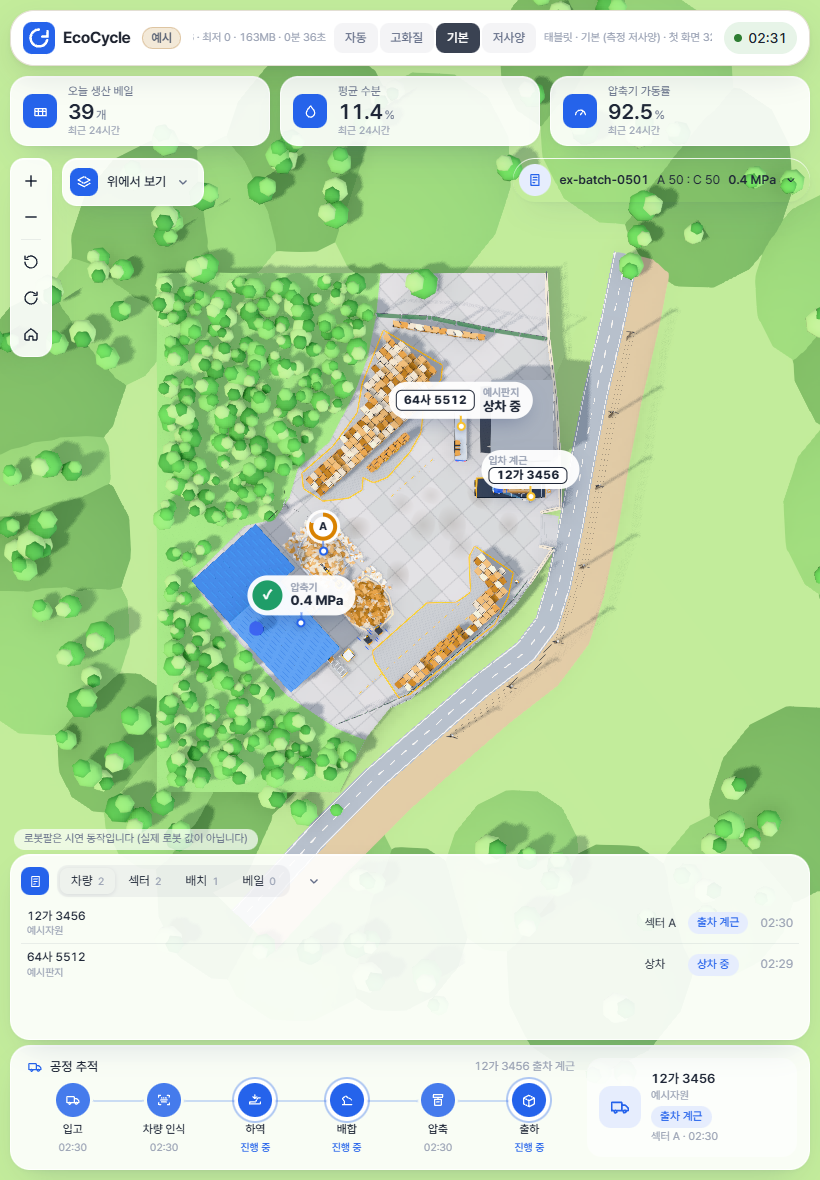 EcoCycle
예시
· 최저 0 · 163MB · 0분 36초
자동
고화질
기본
저사양
태블릿 · 기본 (측정 저사양) · 첫 화면
02:31
오늘 생산 베일
39개
최근 24시간
평균 수분
11.4%
최근 24시간
압축기 가동률
92.5%
최근 24시간
위에서 보기
ex-batch-0501 A 50 : C 50 0.4 MPa
64사 5512
예시판지
상차 중
입차 계근
12가 3456
A
압축기
0.4 MPa
로봇팔은 시연 동작입니다 (실제 로봇 값이 아닙니다)
차량 2
섹터 2
배치 1
베일 0
12가 3456
예시자원
섹터 A
출차 계근
02:30
64사 5512
예시판지
상차
상차 중
02:29
공정 추적
12가 3456 출차 계근
입고
02:30
차량 인식
02:30
하역
진행 중
배합
진행 중
압축
02:30
출하
진행 중
12가 3456
예시자원
출차 계근
섹터 A · 02:30